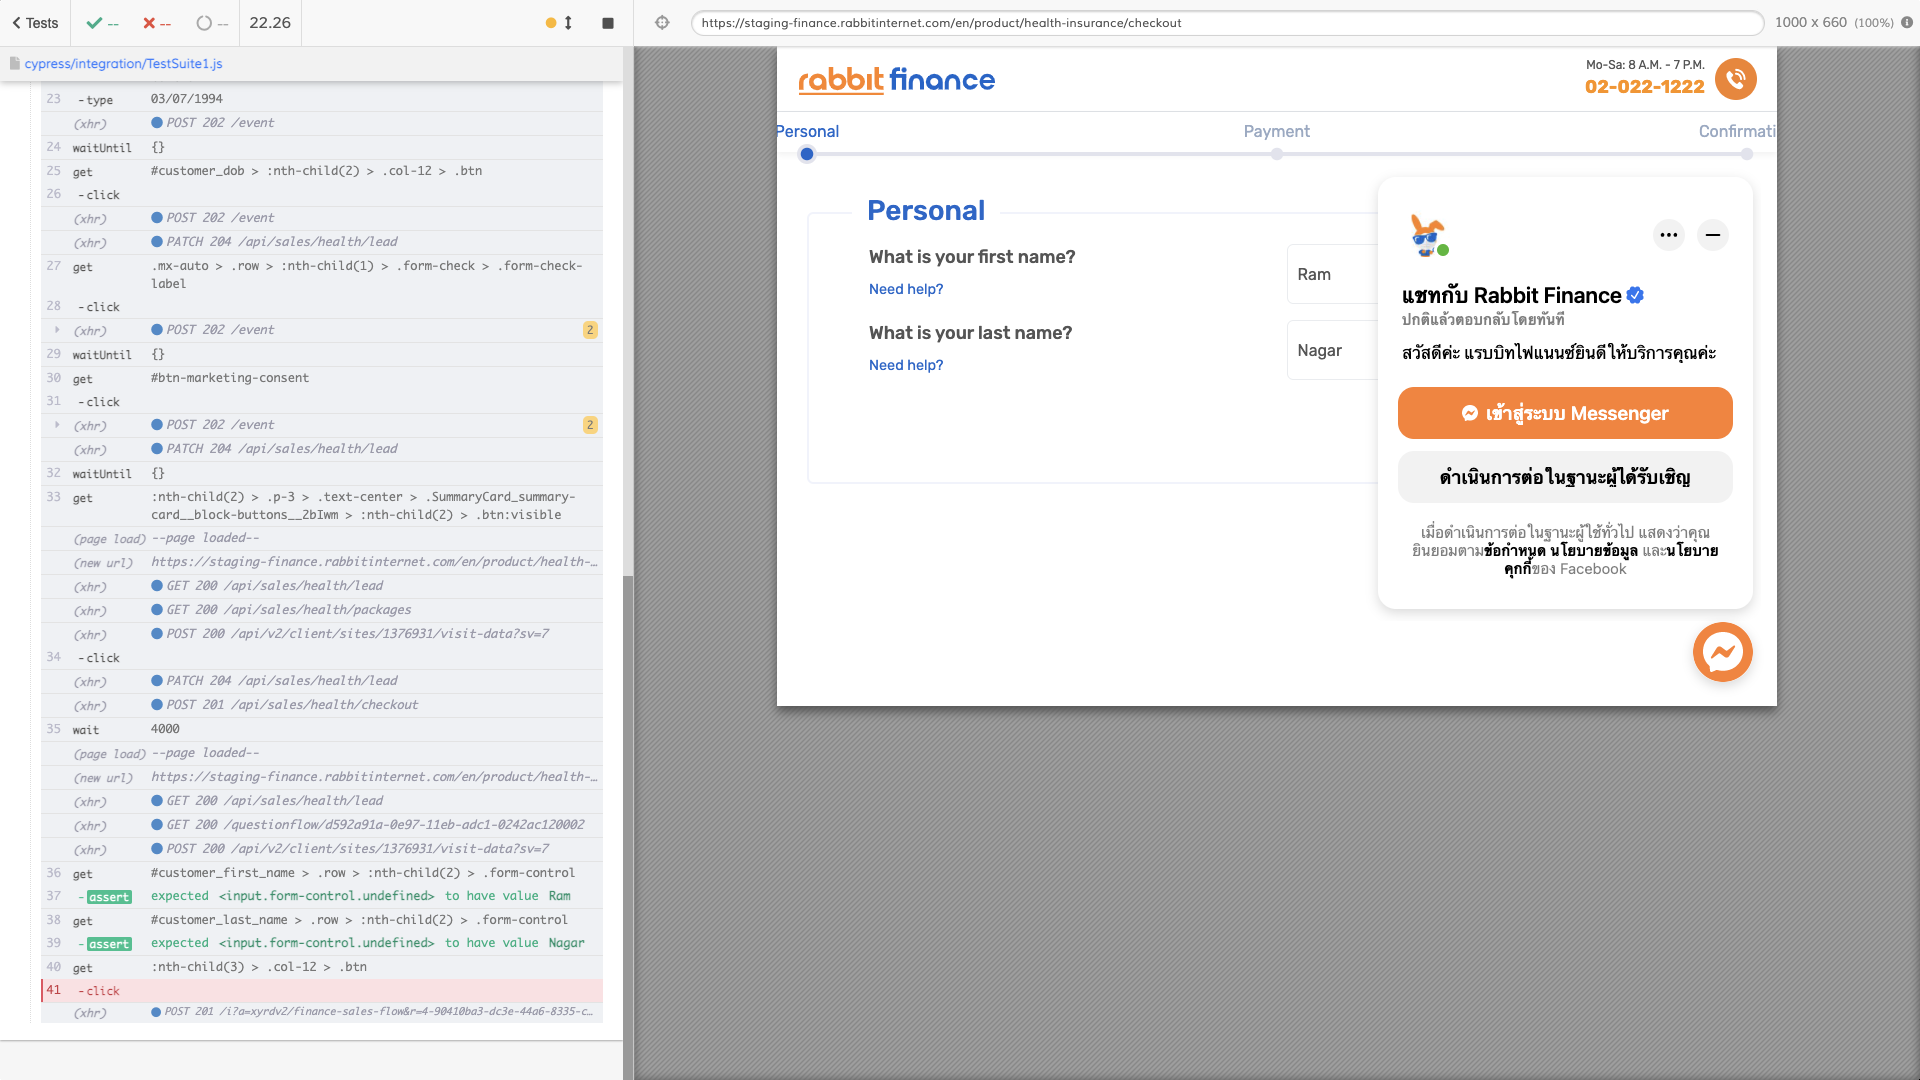 Tests
--
--
--
22.26
https://staging-finance.rabbitinternet.com/en/product/health-insurance/checkout
1000 x 660 (100%)
cypress/integration/TestSuite1.js
23 -type 03/07/1994
(xhr) POST 202 /event
24 waitUntil {}
25 get #customer_dob > :nth-child(2) > .col-12 > .btn
26 -click
(xhr) POST 202 /event
(xhr) PATCH 204 /api/sales/health/lead
27 get .mx-auto > .row > :nth-child(1) > .form-check > .form-check-
label
28 -click
(xhr) POST 202 /event 2
29 waitUntil {}
30 get #btn-marketing-consent
31 -click
(xhr) POST 202 /event 2
(xhr) PATCH 204 /api/sales/health/lead
32 waitUntil {}
33 get :nth-child(2) > .p-3 > .text-center > .SummaryCard_summary-
card__block-buttons__2bIwm > :nth-child(2) > .btn:visible
(page load) --page loaded--
(new url) https://staging-finance.rabbitinternet.com/en/product/health-…
(xhr) GET 200 /api/sales/health/lead
(xhr) GET 200 /api/sales/health/packages
(xhr) POST 200 /api/v2/client/sites/1376931/visit-data?sv=7
34 -click
(xhr) PATCH 204 /api/sales/health/lead
(xhr) POST 201 /api/sales/health/checkout
35 wait 4000
(page load) --page loaded--
(new url) https://staging-finance.rabbitinternet.com/en/product/health-…
(xhr) GET 200 /api/sales/health/lead
(xhr) GET 200 /questionflow/d592a91a-0e97-11eb-adc1-0242ac120002
(xhr) POST 200 /api/v2/client/sites/1376931/visit-data?sv=7
36 get #customer_first_name > .row > :nth-child(2) > .form-control
37 -assert expected <input.form-control.undefined> to have value Ram
38 get #customer_last_name > .row > :nth-child(2) > .form-control
39 -assert expected <input.form-control.undefined> to have value Nagar
40 get :nth-child(3) > .col-12 > .btn
41 -click
(xhr) POST 201 /i?a=xyrdv2/finance-sales-flow&r=4-90410ba3-dc3e-44a6-8335-c…
rabbit finance
Mo-Sa: 8 A.M. - 7 P.M.
02-022-1222
Personal Payment Confirmati
Personal
What is your first name?
Need help?
Ram
What is your last name?
Need help?
Nagar
แชทกับ Rabbit Finance
ปกติแล้วตอบกลับโดยทันที
สวัสดีค่ะ แรบบิทไฟแนนซ์ยินดีให้บริการคุณค่ะ
เข้าสู่ระบบ Messenger
ดำเนินการต่อในฐานะผู้ได้รับเชิญ
เมื่อดำเนินการต่อในฐานะผู้ใช้ทั่วไป แสดงว่าคุณ
ยินยอมตามข้อกำหนด นโยบายข้อมูล และนโยบาย
คุกกี้ของ Facebook